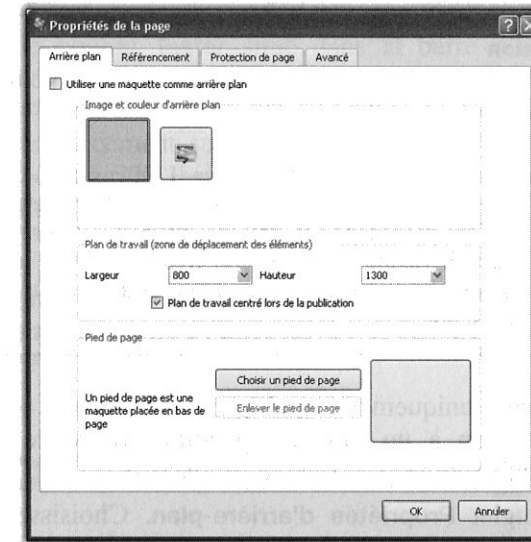 Propriétés de la page
Arrière plan Référencement Protection de page Avancé
Utiliser une maquette comme arrière plan
Image et couleur d'arrière plan
Plan de travail (zone de déplacement des éléments)
Largeur 800 Hauteur 1300
Plan de travail centré lors de la publication
Pied de page
Choisir un pied de page
Un pied de page est une
maquette placée en bas de
page
Enlever le pied de page
OK Annuler